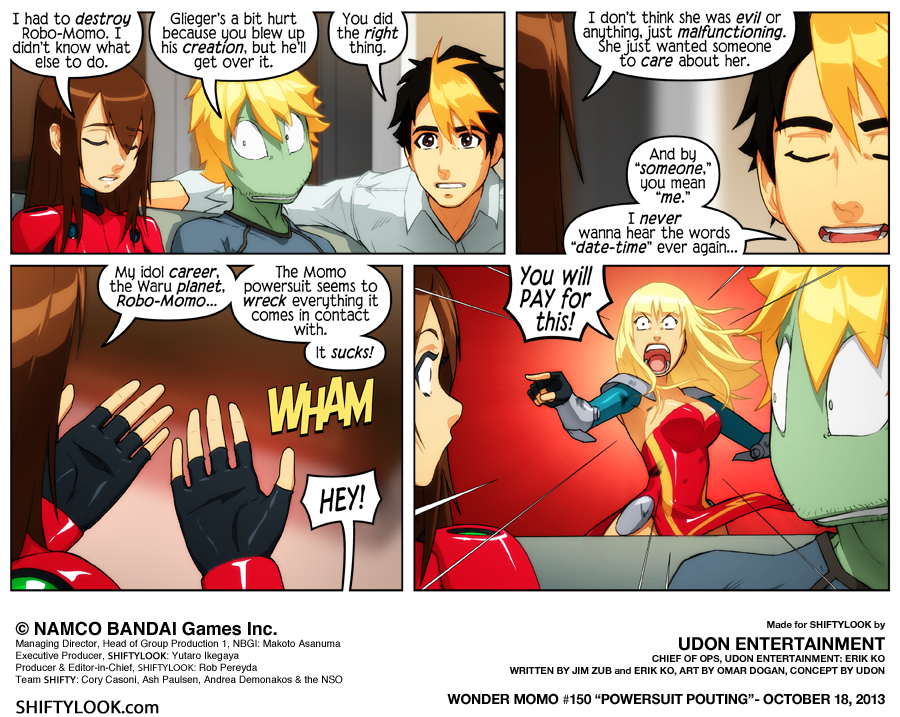 I had to destroy
Robo-Momo. I
didn't know what
else to do.
Glieger's a bit hurt
because you blew up
his creation, but he'll
get over it.
You did
the right
thing.
I don't think she was evil or
anything, just malfunctioning.
She just wanted someone
to care about her.
And by
"someone,"
you mean
"me."
I never
wanna hear the words
"date-time" ever again...
My idol career,
the Waru planet,
Robo-Momo...
The Momo
powersuit seems to
wreck everything it
comes in contact
with.
It sucks!
WHAM
HEY!
You will
PAY for
this!
© NAMCO BANDAI Games Inc.
Managing Director, Head of Group Production 1, NBGI: Makoto Asanuma
Executive Producer, SHIFTYLOOK: Yutaro Ikegaya
Producer & Editor-in-Chief, SHIFTYLOOK: Rob Pereyda
Team SHIFTY: Cory Casoni, Ash Paulsen, Andrea Demonakos & the NSO
SHIFTYLOOK.com
Made for SHIFTYLOOK by
UDON ENTERTAINMENT
CHIEF OF OPS, UDON ENTERTAINMENT: ERIK KO
WRITTEN BY JIM ZUB and ERIK KO, ART BY OMAR DOGAN, CONCEPT BY UDON
WONDER MOMO #150 "POWERSUIT POUTING"- OCTOBER 18, 2013